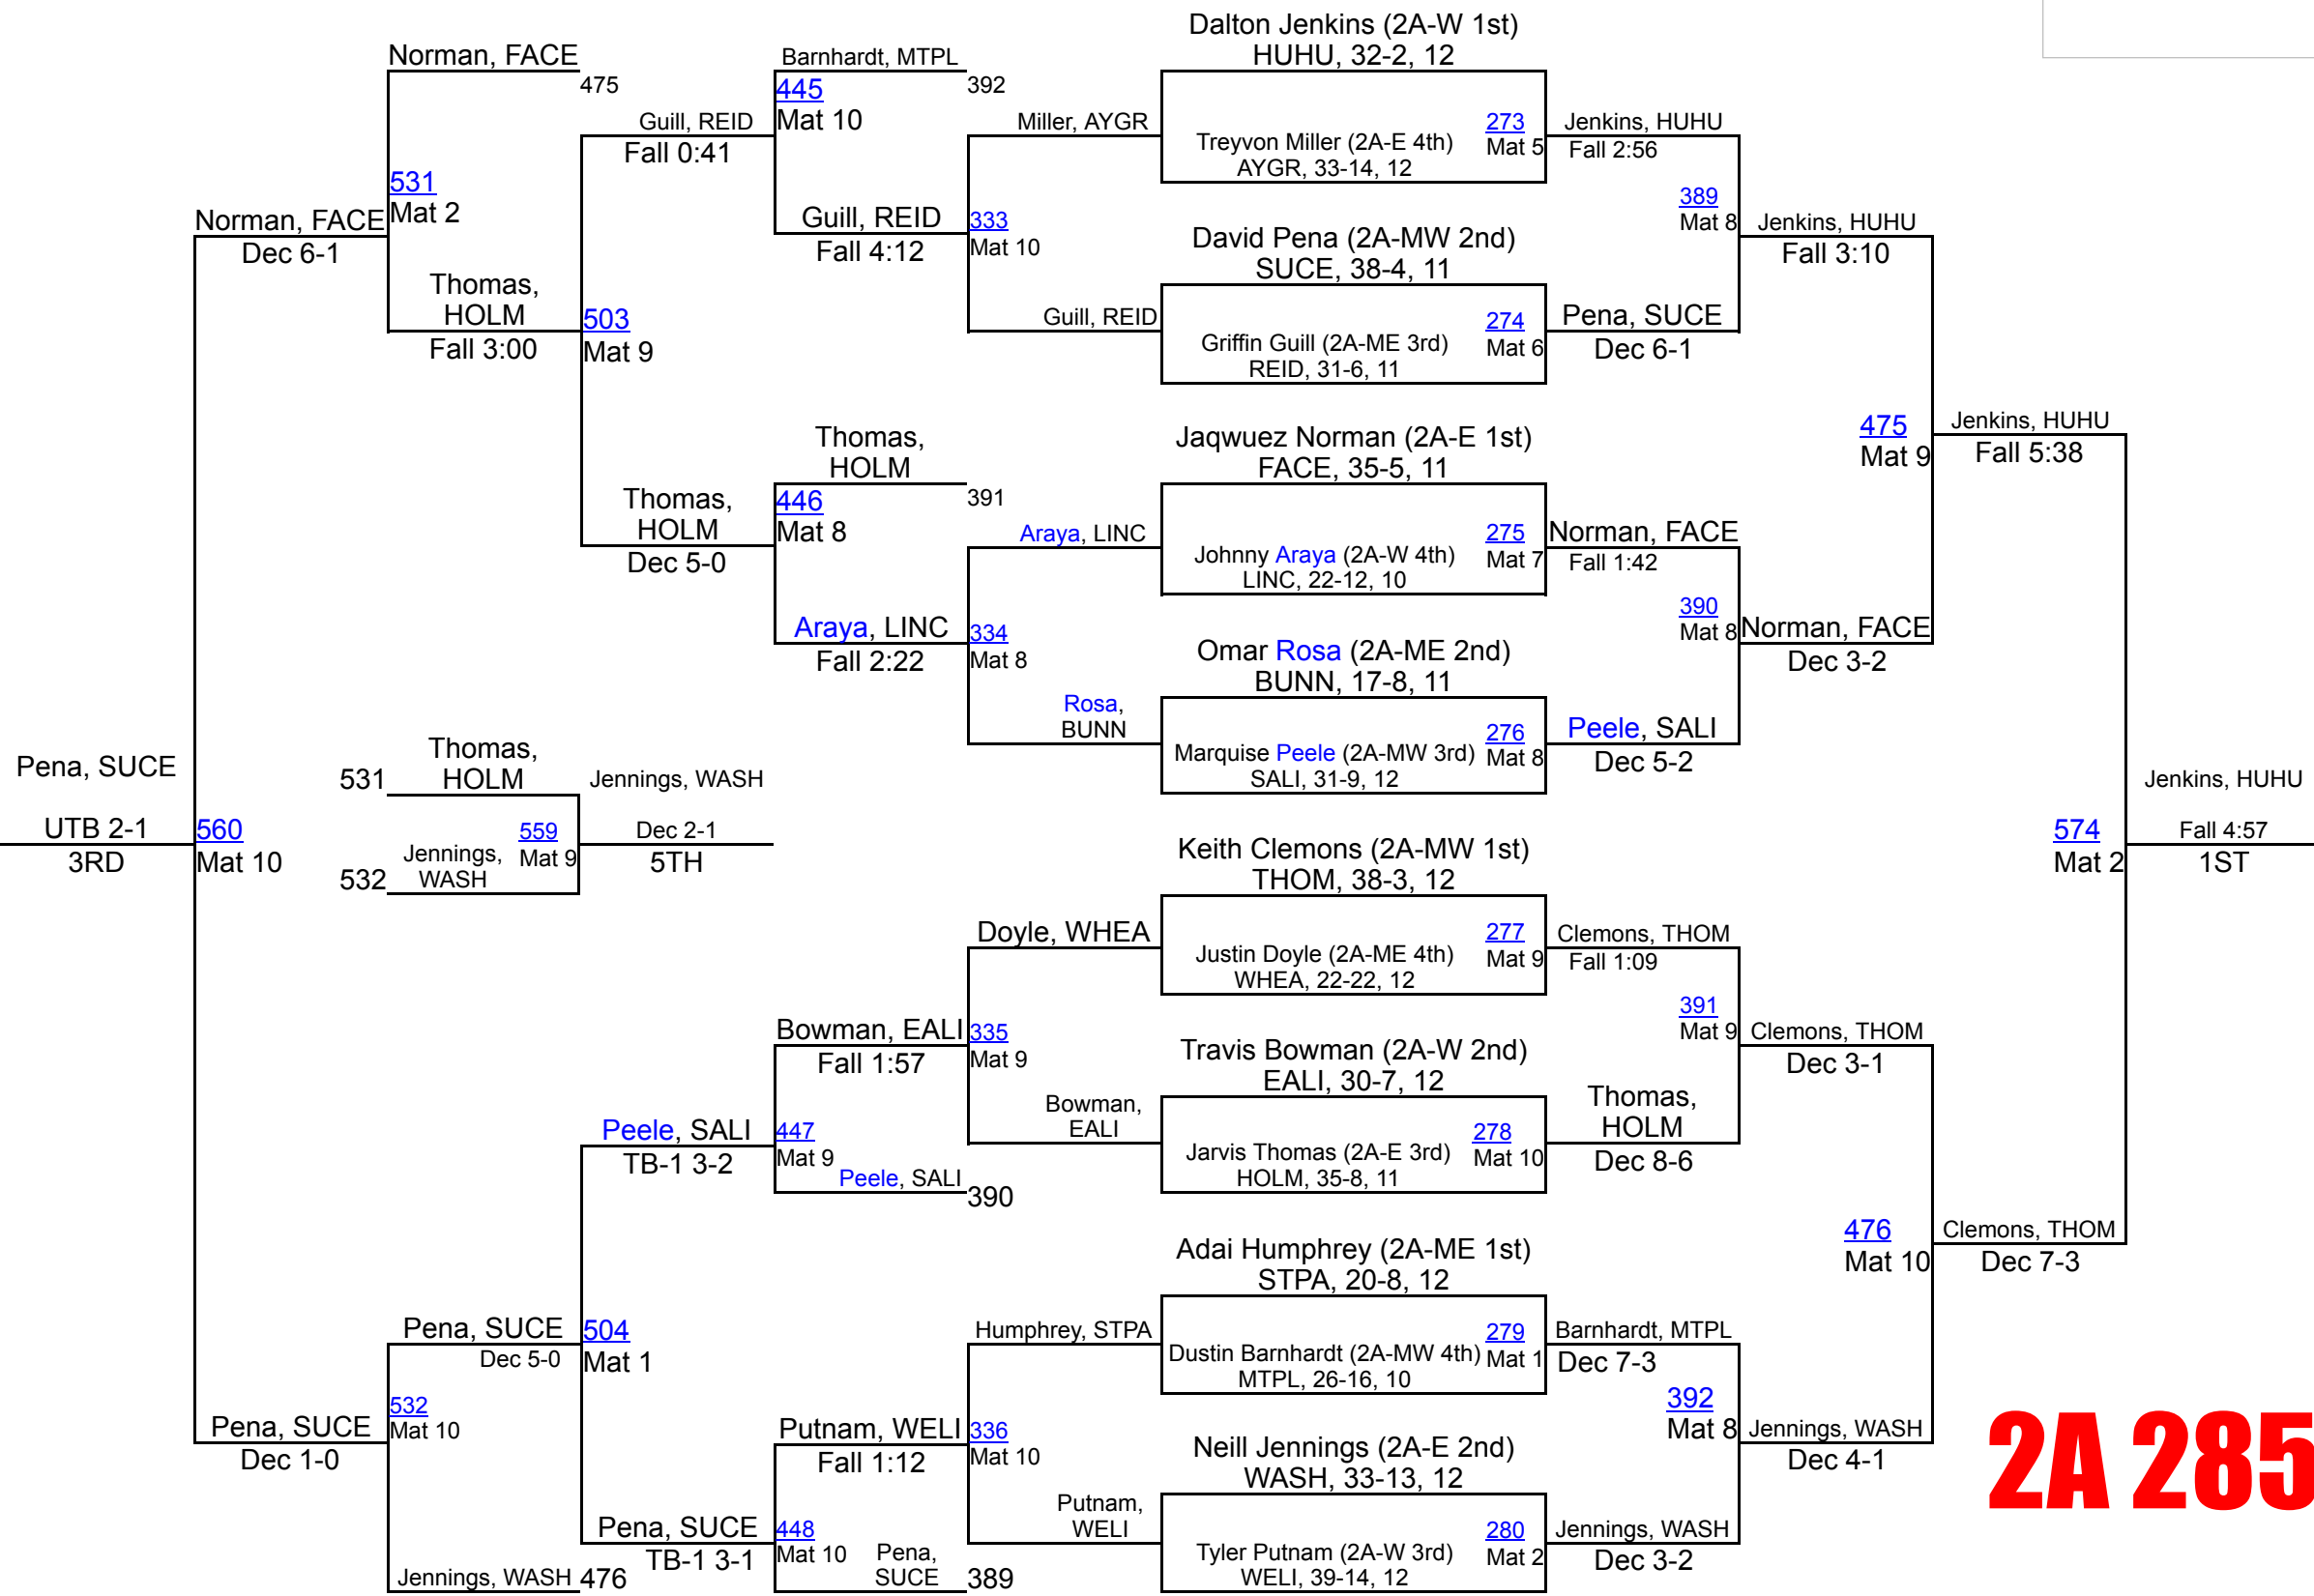 Dalton Jenkins (2A-W 1st)
HUHU, 32-2, 12
Norman, FACE
475
Barnhardt, MTPL
392
445
Mat 10
Guill, REID
Fall 0:41
Miller, AYGR
Treyvon Miller (2A-E 4th)
AYGR, 33-14, 12
273
Mat 5
Jenkins, HUHU
Fall 2:56
531
Mat 2
Norman, FACE
Dec 6-1
Guill, REID
Fall 4:12
333
Mat 10
David Pena (2A-MW 2nd)
SUCE, 38-4, 11
389
Mat 8
Jenkins, HUHU
Fall 3:10
Thomas,
HOLM
Fall 3:00
503
Mat 9
Guill, REID
Griffin Guill (2A-ME 3rd)
REID, 31-6, 11
274
Mat 6
Pena, SUCE
Dec 6-1
Thomas,
HOLM
391
Jaqwuez Norman (2A-E 1st)
FACE, 35-5, 11
475
Mat 9
Jenkins, HUHU
Fall 5:38
Thomas,
HOLM
Dec 5-0
446
Mat 8
Araya, LINC
Johnny Araya (2A-W 4th)
LINC, 22-12, 10
275
Mat 7
Norman, FACE
Fall 1:42
Araya, LINC
Fall 2:22
334
Mat 8
Omar Rosa (2A-ME 2nd)
BUNN, 17-8, 11
390
Mat 8
Norman, FACE
Dec 3-2
Rosa,
BUNN
Marquise Peele (2A-MW 3rd)
SALI, 31-9, 12
276
Mat 8
Peele, SALI
Dec 5-2
Pena, SUCE
UTB 2-1
3RD
560
Mat 10
531
Thomas,
HOLM
532
Jennings,
WASH
559
Mat 9
Jennings, WASH
Dec 2-1
5TH
Keith Clemons (2A-MW 1st)
THOM, 38-3, 12
574
Mat 2
Jenkins, HUHU
Fall 4:57
1ST
Doyle, WHEA
Justin Doyle (2A-ME 4th)
WHEA, 22-22, 12
277
Mat 9
Clemons, THOM
Fall 1:09
Bowman, EALI
Fall 1:57
335
Mat 9
Travis Bowman (2A-W 2nd)
EALI, 30-7, 12
391
Mat 9
Clemons, THOM
Dec 3-1
Bowman,
EALI
Jarvis Thomas (2A-E 3rd)
HOLM, 35-8, 11
278
Mat 10
Thomas,
HOLM
Dec 8-6
Peele, SALI
TB-1 3-2
447
Mat 9
Peele, SALI
390
Adai Humphrey (2A-ME 1st)
STPA, 20-8, 12
476
Mat 10
Clemons, THOM
Dec 7-3
Pena, SUCE
Dec 5-0
504
Mat 1
Humphrey, STPA
Dustin Barnhardt (2A-MW 4th)
MTPL, 26-16, 10
279
Mat 1
Barnhardt, MTPL
Dec 7-3
Pena, SUCE
Dec 1-0
532
Mat 10
Putnam, WELI
Fall 1:12
336
Mat 10
Neill Jennings (2A-E 2nd)
WASH, 33-13, 12
392
Mat 8
Jennings, WASH
Dec 4-1
2A 285
Pena, SUCE
TB-1 3-1
448
Mat 10
Putnam,
WELI
Tyler Putnam (2A-W 3rd)
WELI, 39-14, 12
280
Mat 2
Jennings, WASH
Dec 3-2
Jennings, WASH
476
Pena,
SUCE
389